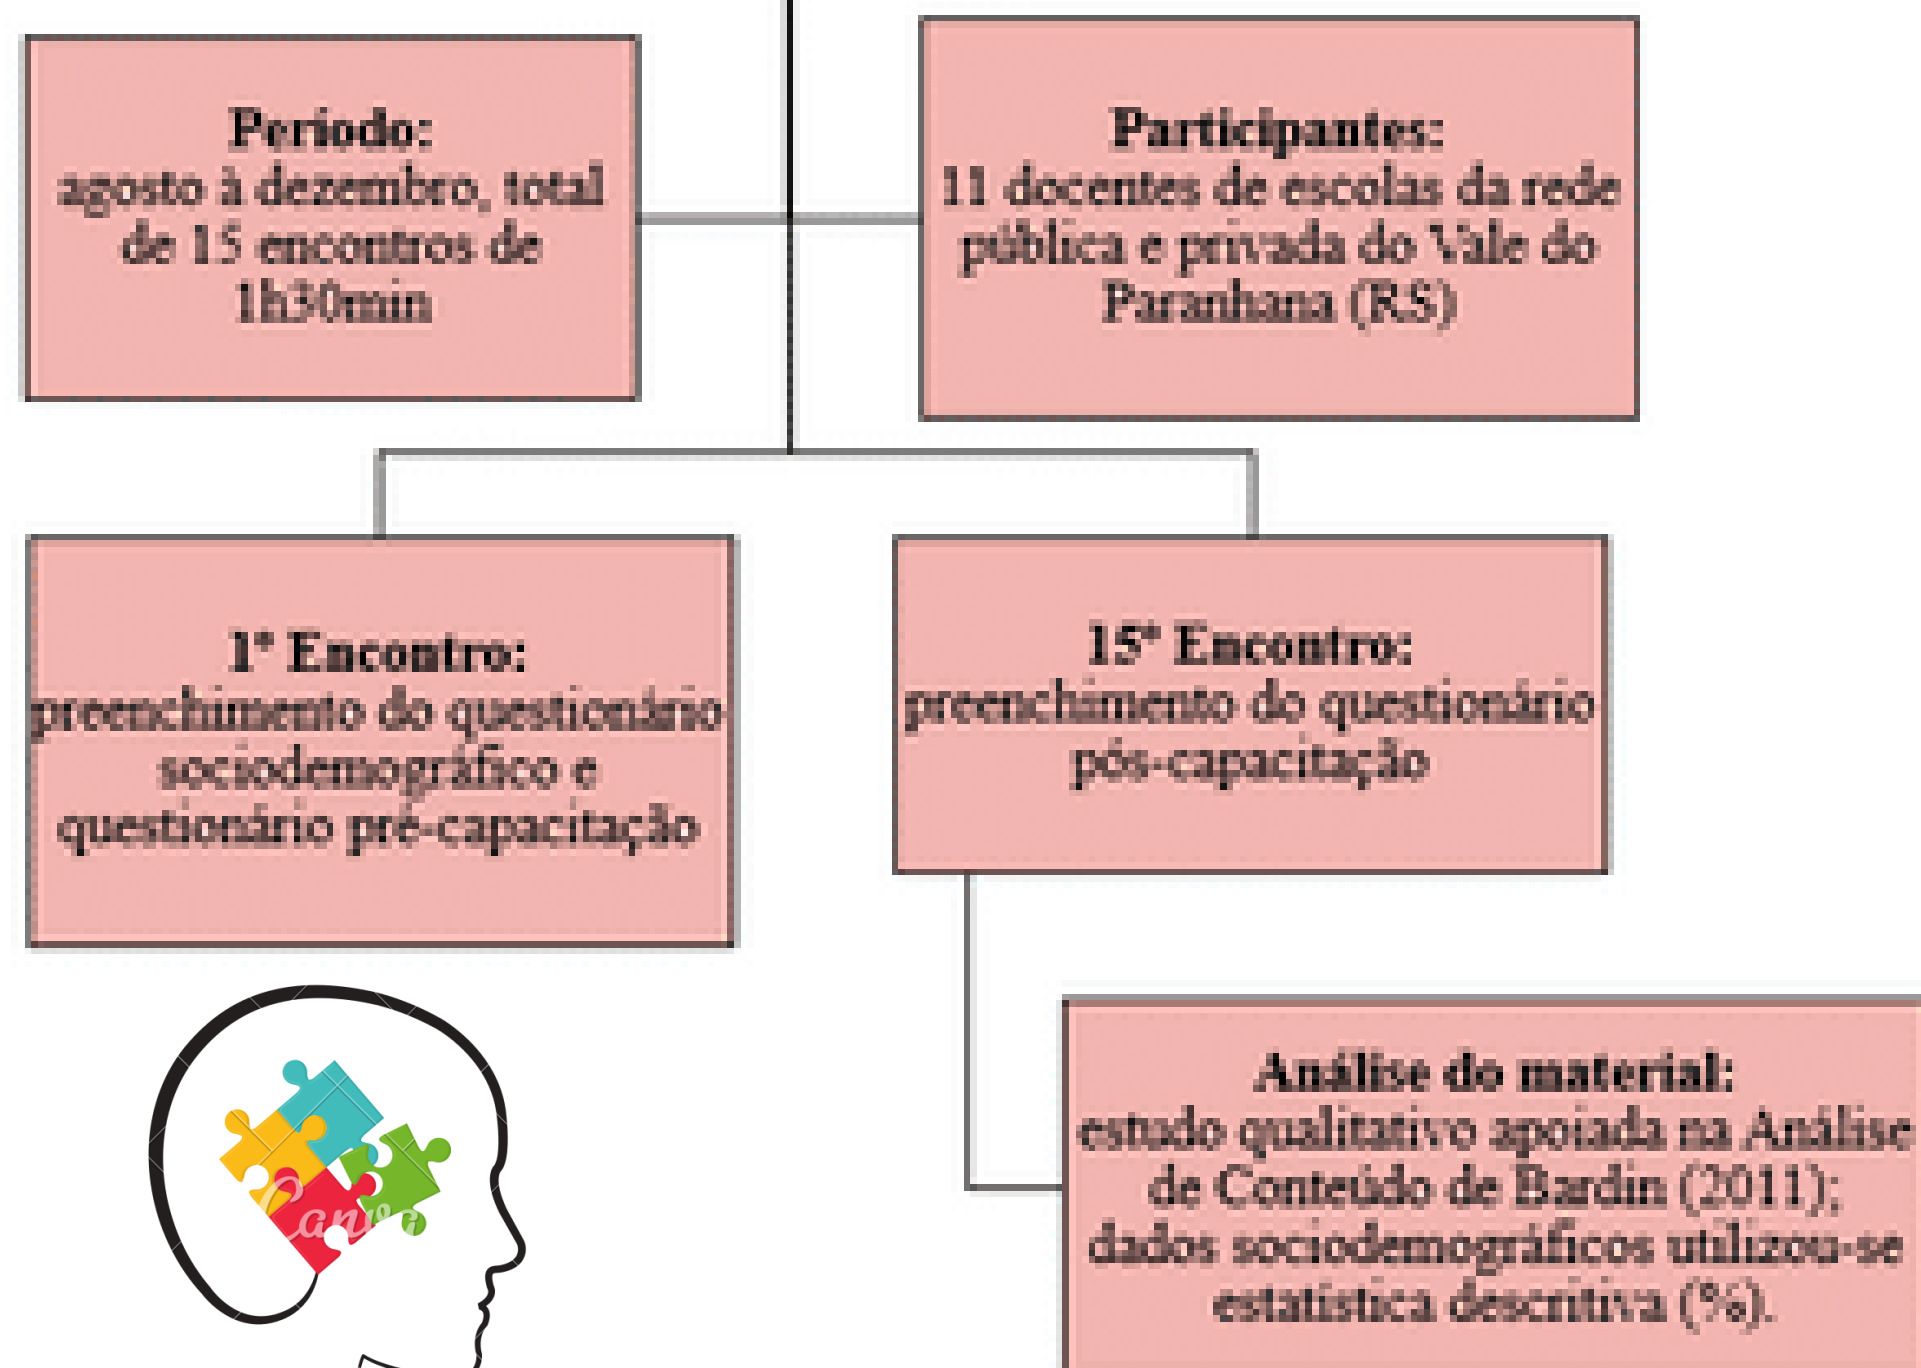 Período:
agosto à dezembro, total
de 15 encontros de
1h30min
Participantes:
11 docentes de escolas da rede
pública e privada do Vale do
Paranhana (RS)
1º Encontro:
preenchimento do questionário
sociodemográfico e
questionário pré-capacitação
15º Encontro:
preenchimento do questionário
pós-capacitação
Análise do material:
estudo qualitativo apoiada na Análise
de Conteúdo de Bardin (2011);
dados sociodemográficos utilizou-se
estatística descritiva (%).
Canva